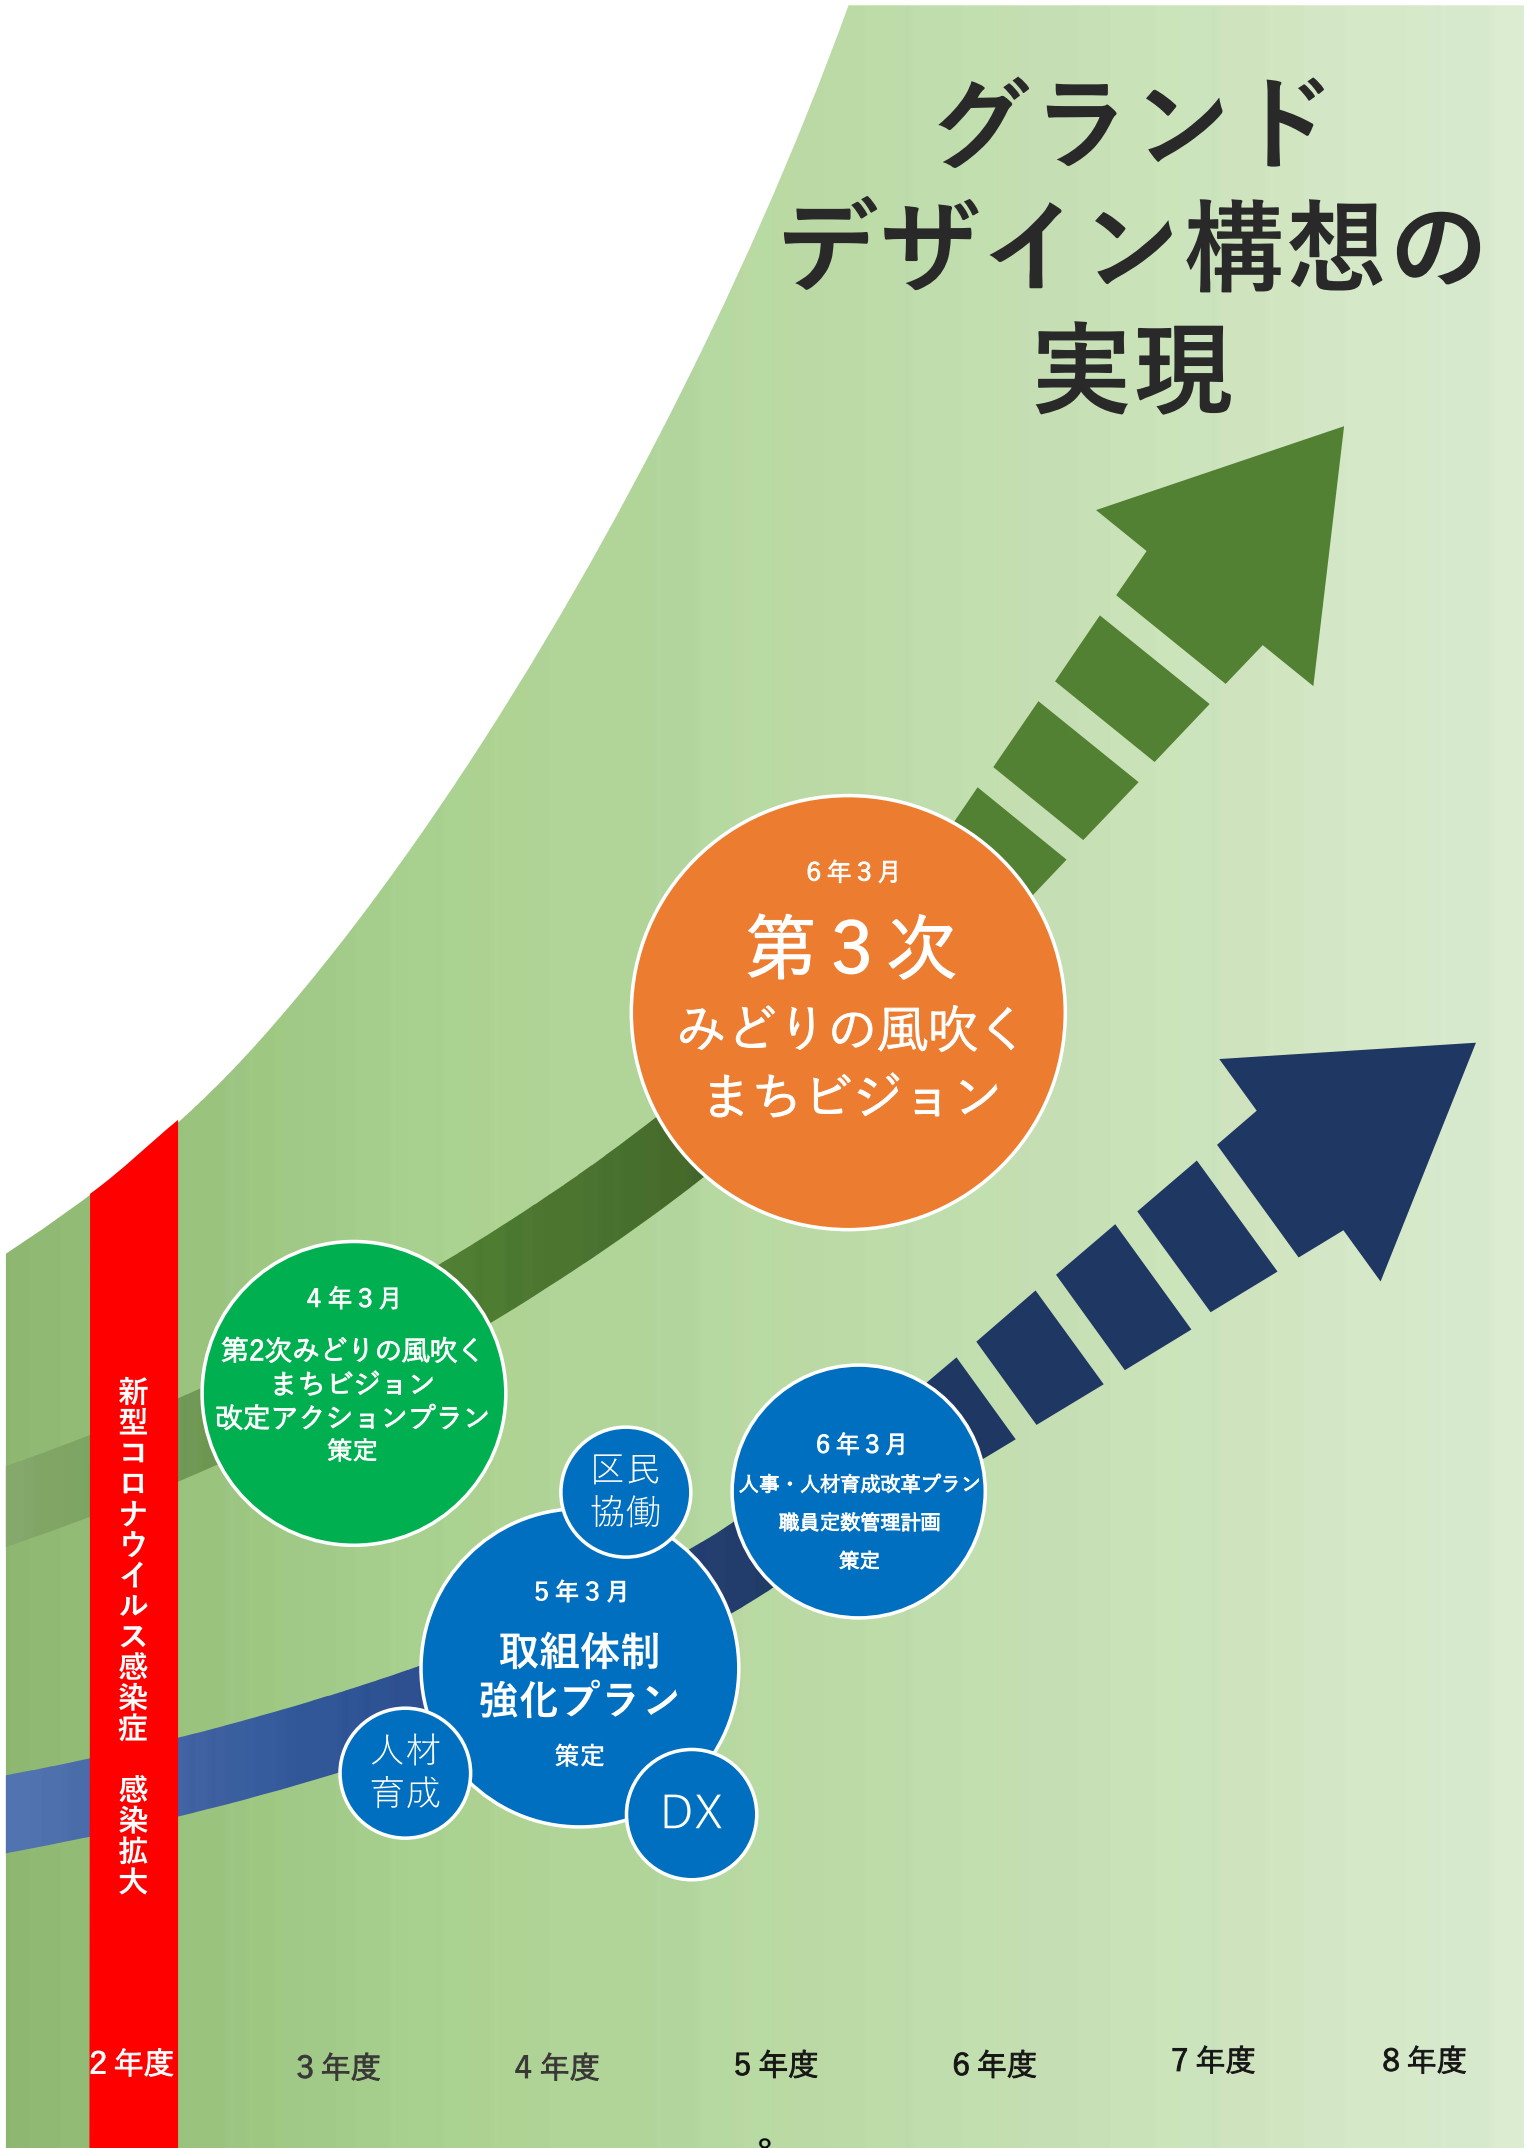 グランド
デザイン構想の
実現
6年3月
第3次
みどりの風吹く
まちビジョン
4年3月
第2次みどりの風吹く
まちビジョン
改定アクションプラン
策定
新型コロナウイルス感染症　感染拡大
区民
協働
6年3月
人事・人材育成改革プラン
職員定数管理計画
策定
5年3月
取組体制
強化プラン
策定
人材
育成
DX
2年度
3年度
4年度
5年度
6年度
7年度
8年度